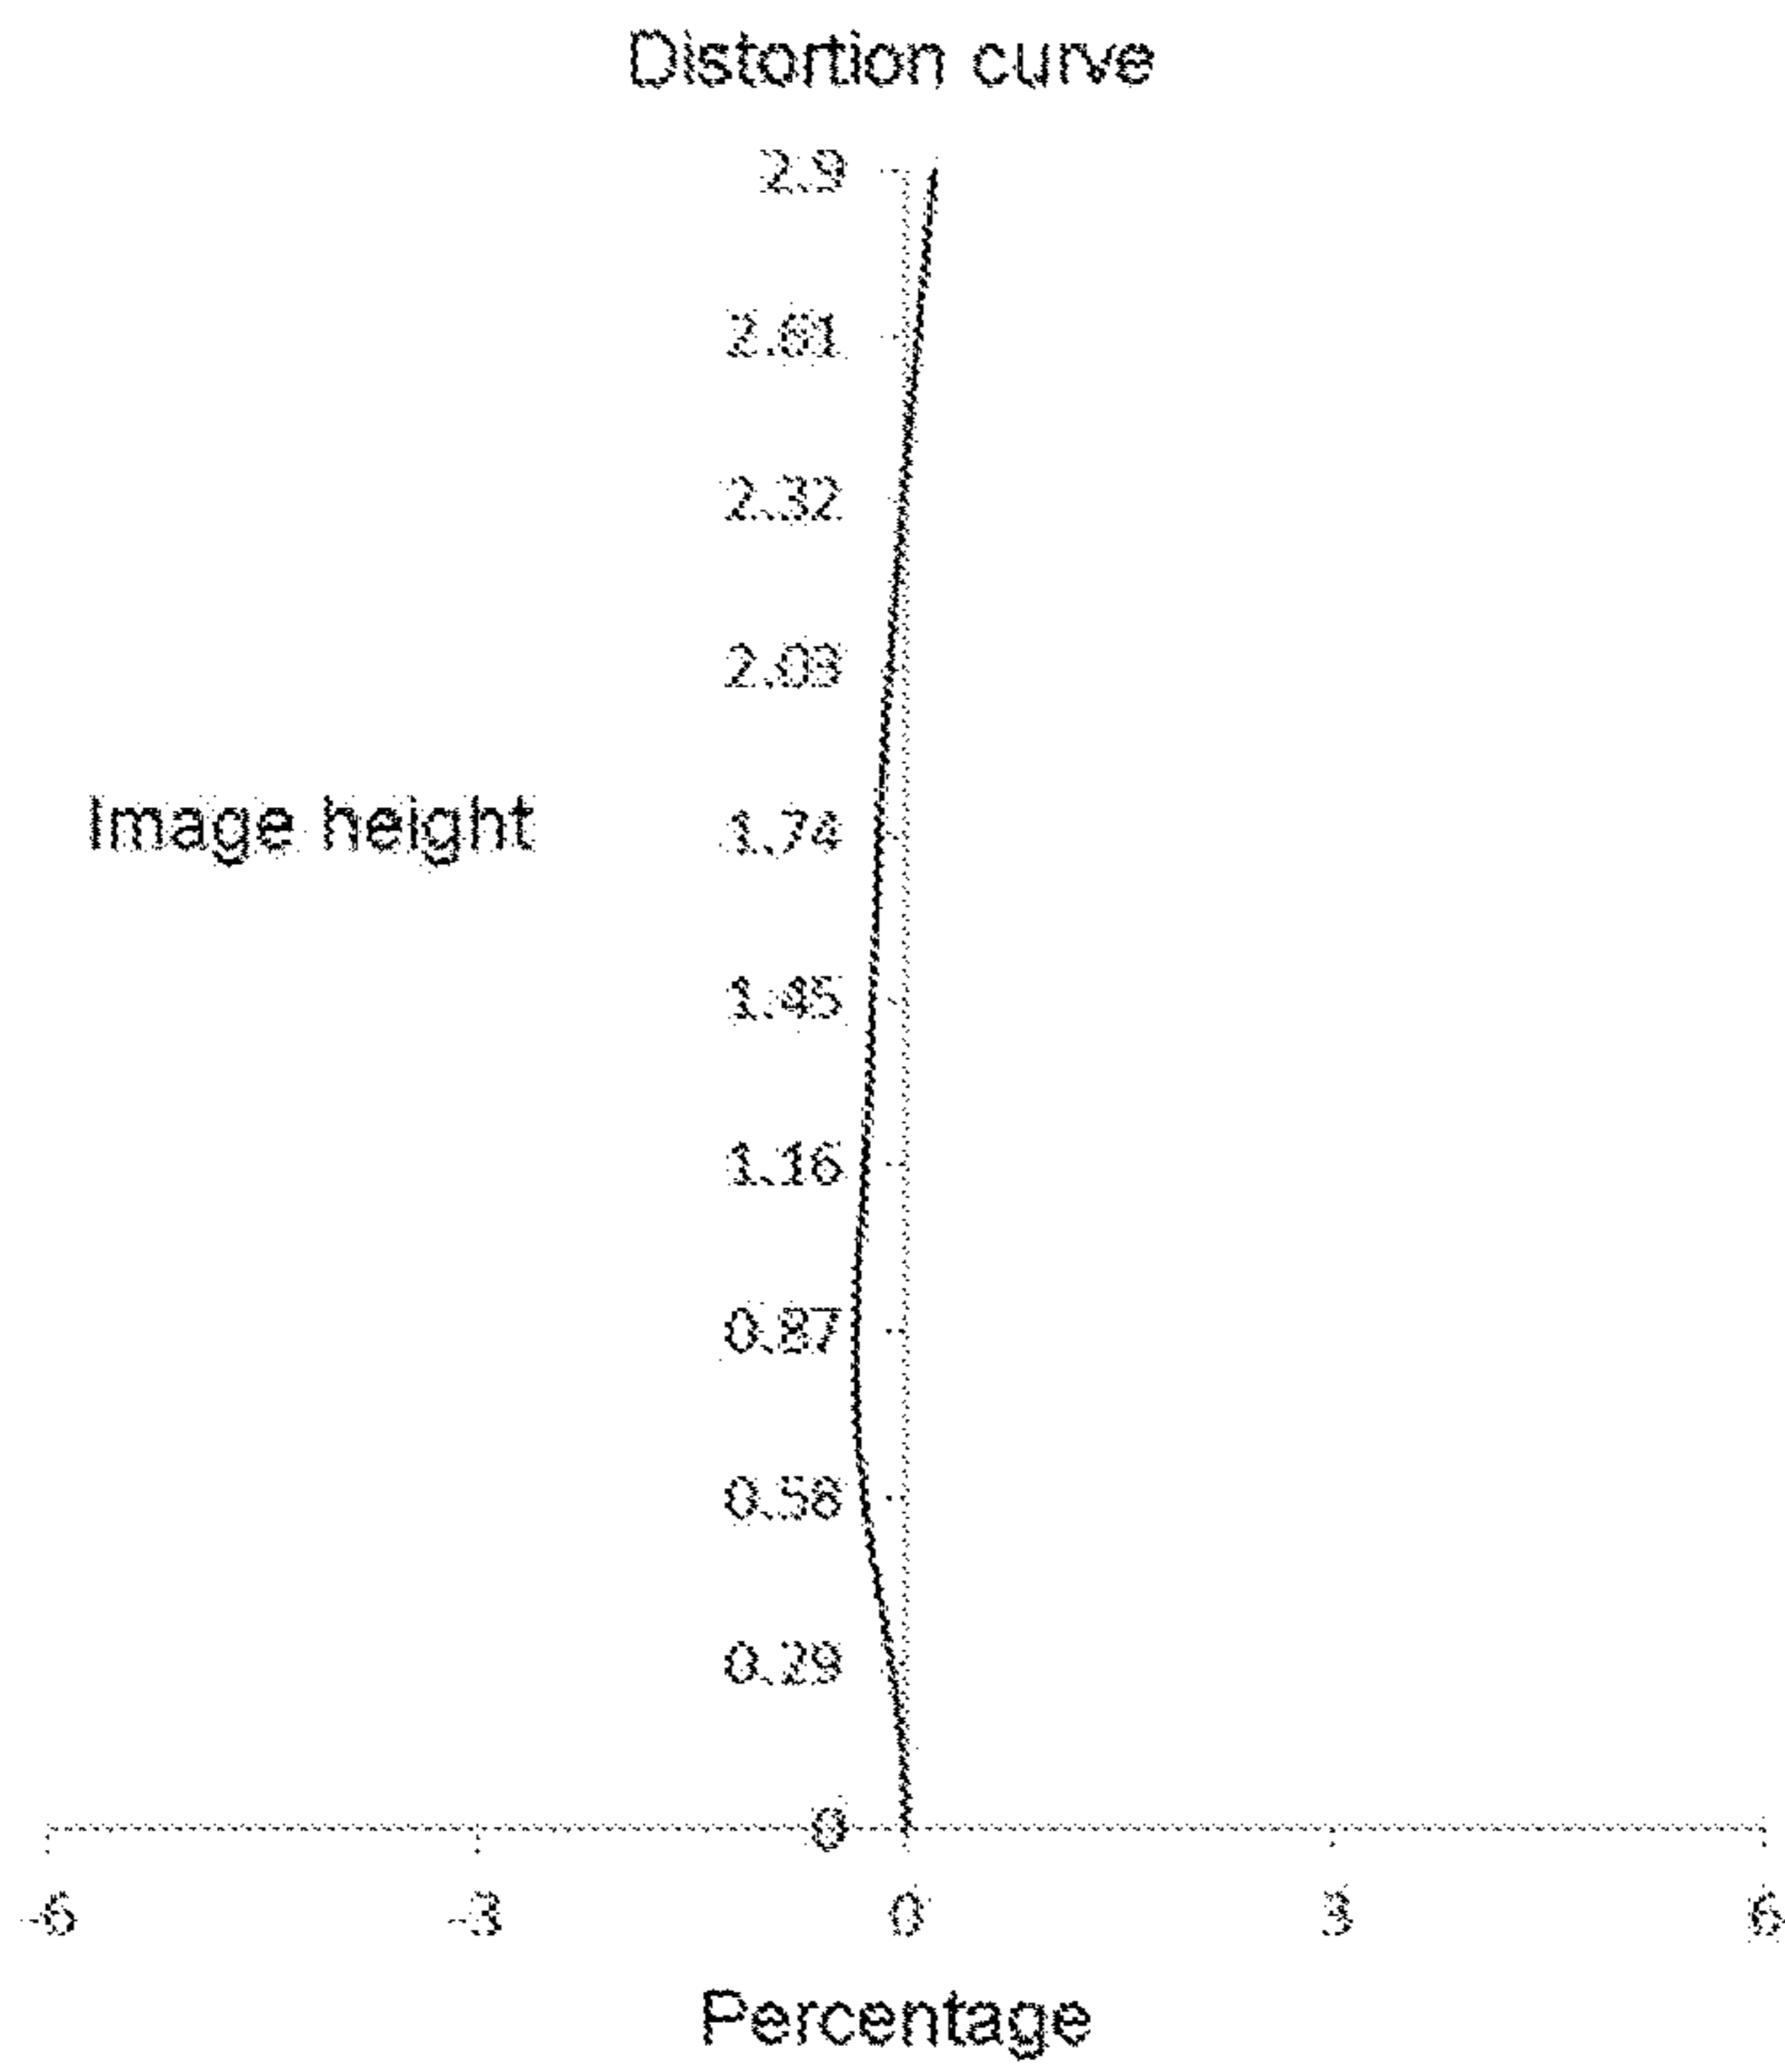 Distortion curve
2.9
2.61
2.32
2.03
1.74
Image height
1.45
1.16
0.87
0.58
0.29
0
-6 -3 0 3 6
Percentage